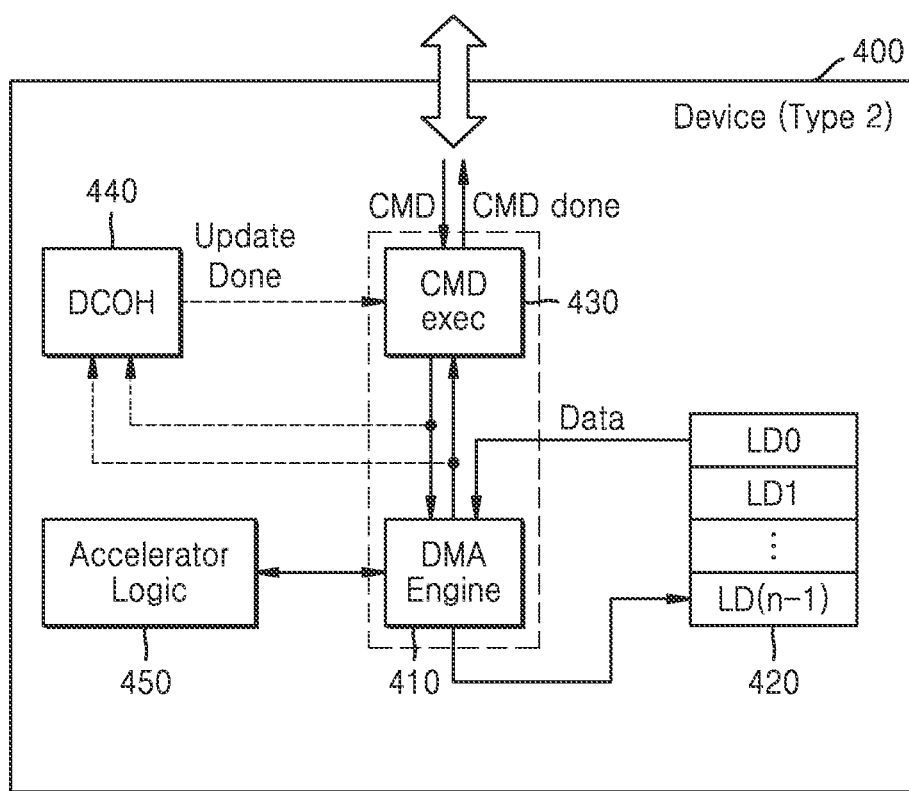 400
Device (Type 2)
440
CMD
CMD done
Update
Done
DCOH
CMD
exec
430
Data
LD0
LD1
⋮
LD(n-1)
Accelerator
Logic
DMA
Engine
450
410
420